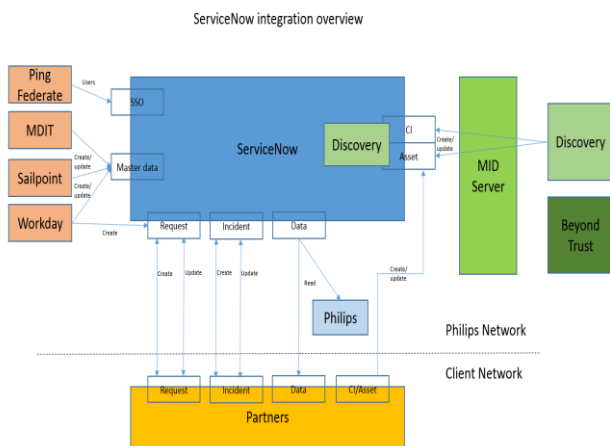 ServiceNow integration overview
Ping
Federate
Users
SSO
MDIT
Create/
update
Sailpoint
Create/
update
Master data
Workday
Create
ServiceNow
Discovery
CI
Asset
Create/
update
MID
Server
Discovery
Beyond
Trust
Request
Incident
Data
Create
Update
Create
Update
Read
Create/
update
Philips
Philips Network
Client Network
Request
Incident
Data
CI/Asset
Partners